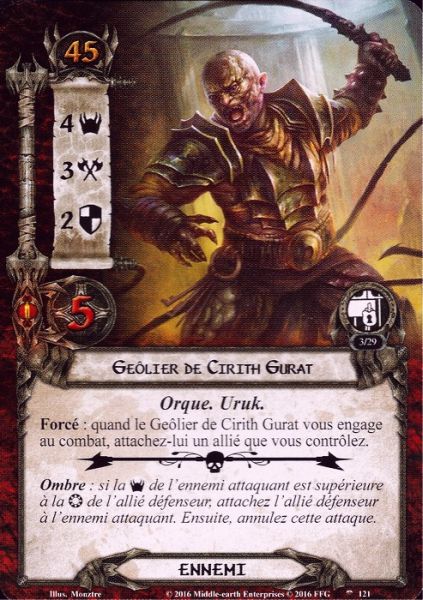 45
4
3
2
5
3/29
Geôlier de Cirith Gurat
Orque. Uruk.
Forcé : quand le Geôlier de Cirith Gurat vous engage
au combat, attachez-lui un allié que vous contrôlez.
Ombre : si la de l'ennemi attaquant est supérieure
à la de l'allié défenseur, attachez l'allié défenseur
à l'ennemi attaquant. Ensuite, annulez cette attaque.
ENNEMI
Illus. Monztre © 2016 Middle-earth Enterprises © 2016 FFG 121